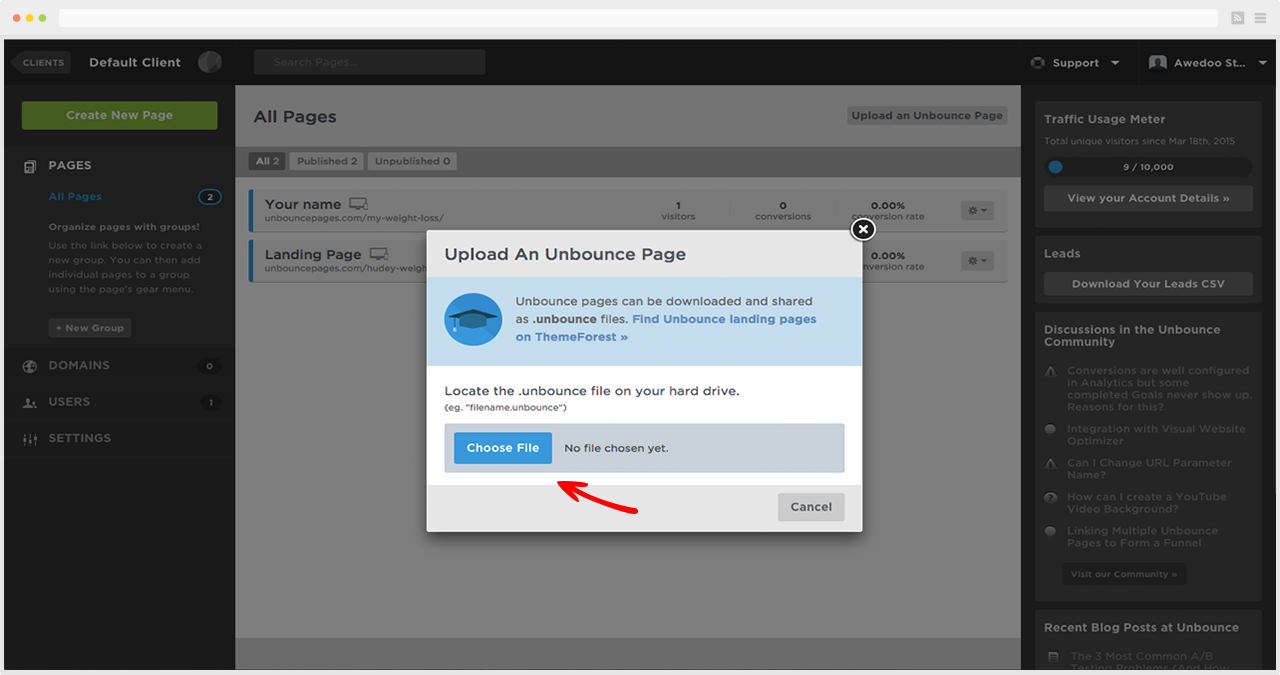 CLIENTS
Default Client
Search Pages...
Support
Awedoo St...
Create New Page
PAGES
All Pages
2
Organize pages with groups!
Use the link below to create a
new group. You can then add
individual pages to a group
using the page's gear menu.
+ New Group
DOMAINS
0
USERS
1
SETTINGS
All Pages
Upload an Unbounce Page
All 2
Published 2
Unpublished 0
Your name
unbouncepages.com/my-weight-loss/
1
visitors
0
conversions
0.00%
conversion rate
Landing Page
unbouncepages.com/hudey-weigh
0.00%
nversion rate
Upload An Unbounce Page
Unbounce pages can be downloaded and shared
as .unbounce files. Find Unbounce landing pages
on ThemeForest »
Locate the .unbounce file on your hard drive.
(eg. "filename.unbounce")
Choose File
No file chosen yet.
Cancel
Traffic Usage Meter
Total unique visitors since Mar 18th, 2015
9 / 10,000
View your Account Details »
Leads
Download Your Leads CSV
Discussions in the Unbounce
Community
Conversions are well configured
in Analytics but some
completed Goals never show up.
Reasons for this?
Integration with Visual Website
Optimizer
Can I Change URL Parameter
Name?
How can I create a YouTube
Video Background?
Linking Multiple Unbounce
Pages to Form a Funnel
Visit our Community »
Recent Blog Posts at Unbounce
The 3 Most Common A/B
Testing Problems (And How